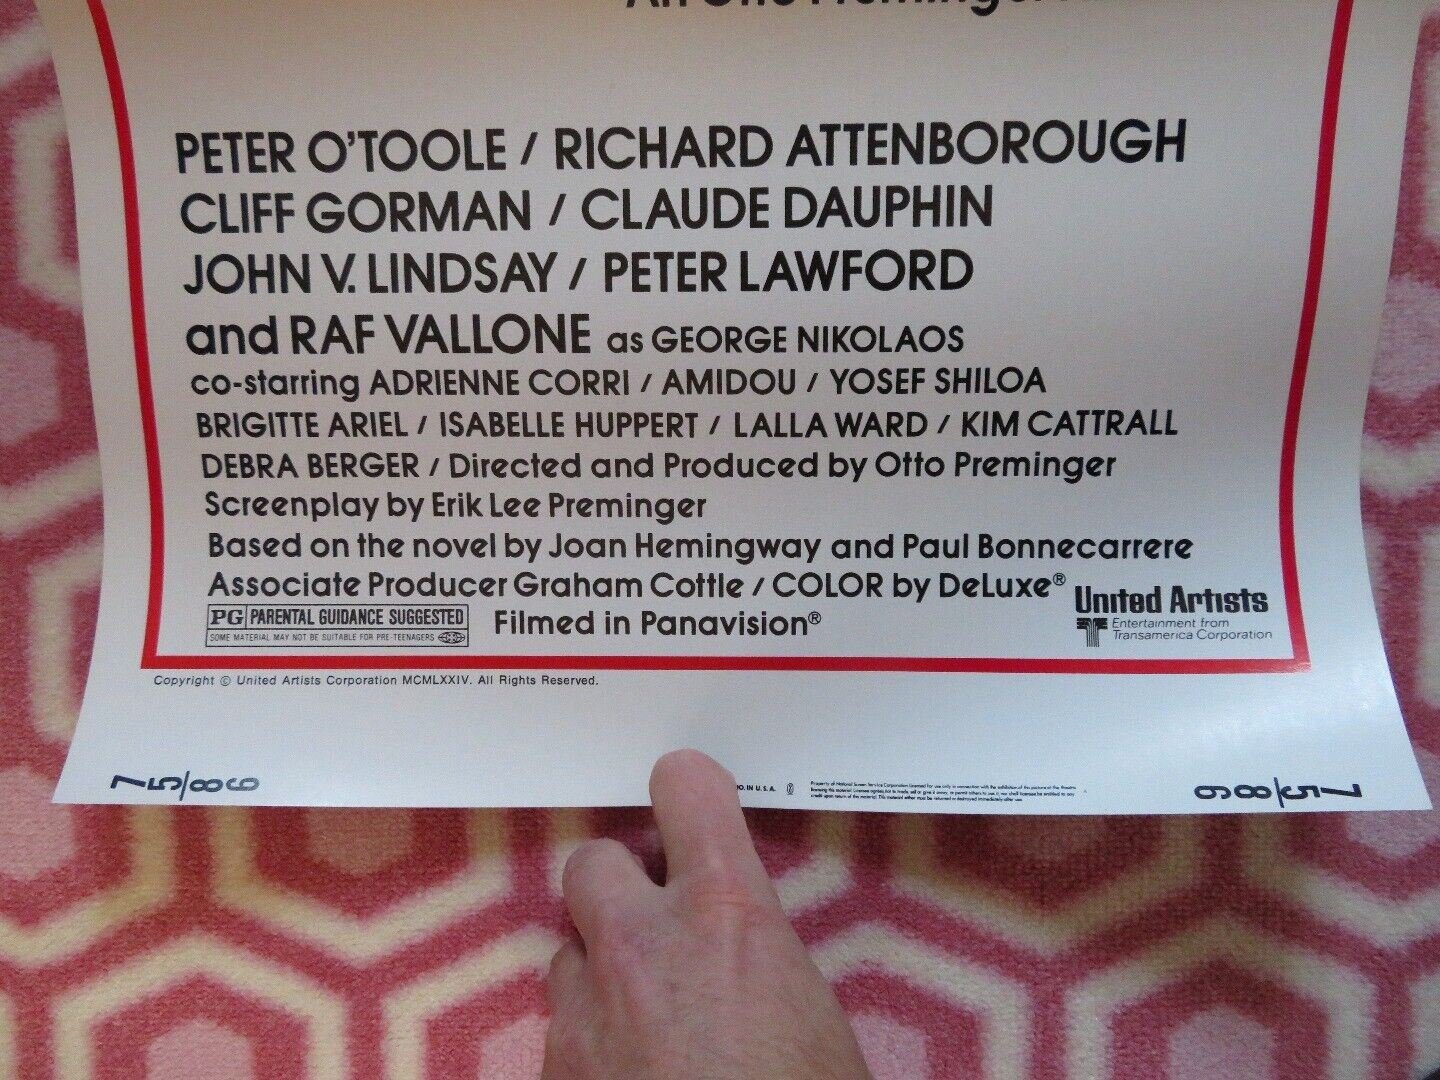 An Otto Preminger
PETER O'TOOLE / RICHARD ATTENBOROUGH
CLIFF GORMAN / CLAUDE DAUPHIN
JOHN V. LINDSAY / PETER LAWFORD
and RAF VALLONE as GEORGE NIKOLAOS
co-starring ADRIENNE CORRI / AMIDOU / YOSEF SHILOA
BRIGITTE ARIEL / ISABELLE HUPPERT / LALLA WARD / KIM CATTRALL
DEBRA BERGER / Directed and Produced by Otto Preminger
Screenplay by Erik Lee Preminger
Based on the novel by Joan Hemingway and Paul Bonnecarrere
Associate Producer Graham Cottle / COLOR by DeLuxe®
PG PARENTAL GUIDANCE SUGGESTED
SOME MATERIAL MAY NOT BE SUITABLE FOR PRE-TEENAGERS
Filmed in Panavision®
United Artists
Entertainment from
Transamerica Corporation
Copyright © United Artists Corporation MCMLXXIV. All Rights Reserved.
75/86
IN U.S.A.
75/86